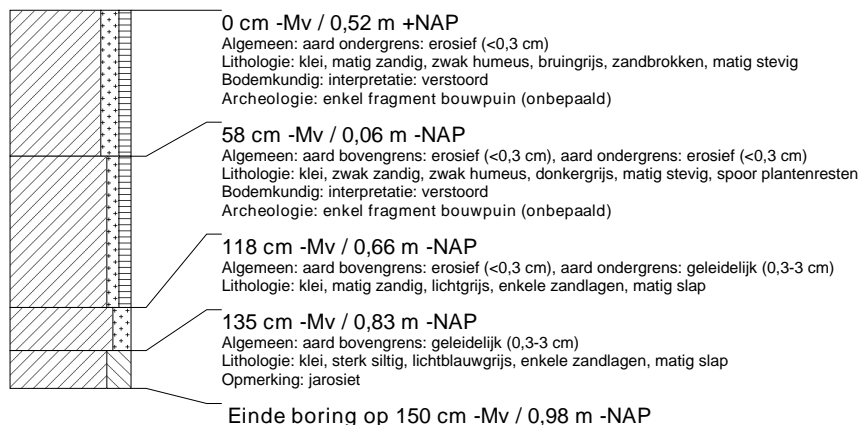 0 cm -Mv / 0,52 m +NAP
Algemeen: aard ondergrens: erosief (<0,3 cm)
Lithologie: klei, matig zandig, zwak humeus, bruingrijs, zandbrokken, matig stevig
Bodemkundig: interpretatie: verstoord
Archeologie: enkel fragment bouwpuin (onbepaald)
58 cm -Mv / 0,06 m -NAP
Algemeen: aard bovengrens: erosief (<0,3 cm), aard ondergrens: erosief (<0,3 cm)
Lithologie: klei, zwak zandig, zwak humeus, donkergrijs, matig stevig, spoor plantenresten
Bodemkundig: interpretatie: verstoord
Archeologie: enkel fragment bouwpuin (onbepaald)
118 cm -Mv / 0,66 m -NAP
Algemeen: aard bovengrens: erosief (<0,3 cm), aard ondergrens: geleidelijk (0,3-3 cm)
Lithologie: klei, matig zandig, lichtgrijs, enkele zandlagen, matig slap
135 cm -Mv / 0,83 m -NAP
Algemeen: aard bovengrens: geleidelijk (0,3-3 cm)
Lithologie: klei, sterk siltig, lichtblauwgrijs, enkele zandlagen, matig slap
Opmerking: jarosiet
Einde boring op 150 cm -Mv / 0,98 m -NAP